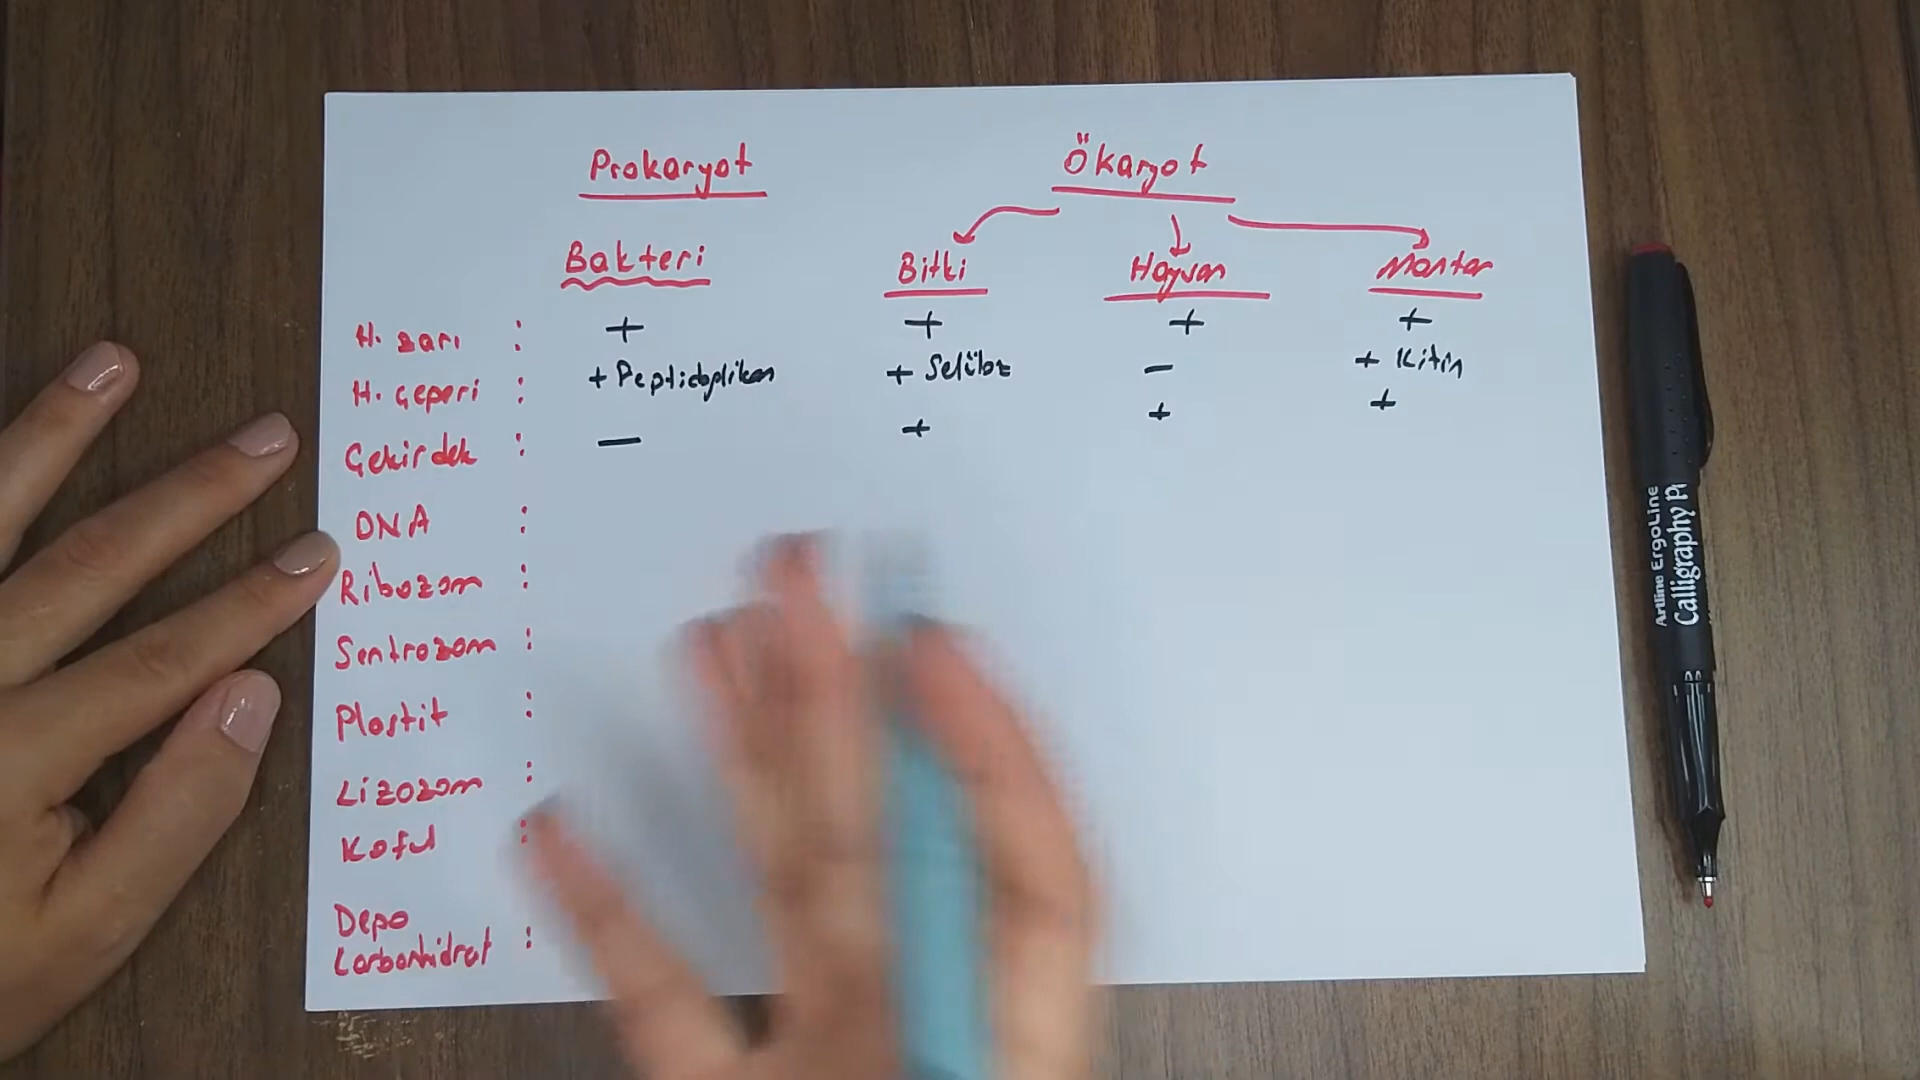 Prokaryot Ökaryot
Bakteri Bitki Hayvan Mantar
H. zarı : + + + +
H. Çeperi : + Peptidoglikan + Selüloz - + Kitin
Çekirdek : - + + +
DNA :
Ribozom :
Sentrozom :
Plastit :
Lizozom :
Koful :
Depo
Karbonhidrat :
Artline ErgoLine
Calligraphy